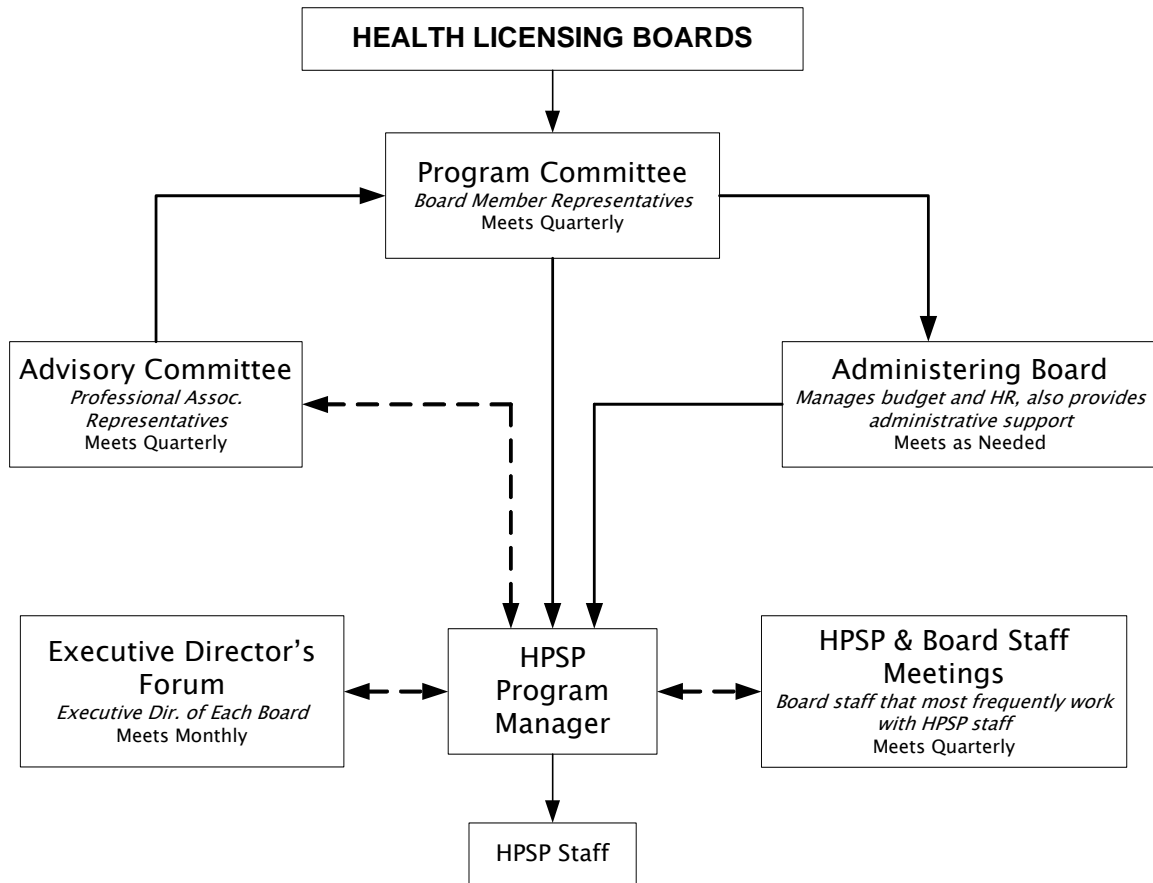 HEALTH LICENSING BOARDS
Program Committee
Board Member Representatives
Meets Quarterly
Advisory Committee
Professional Assoc.
Representatives
Meets Quarterly
Administering Board
Manages budget and HR, also provides
administrative support
Meets as Needed
Executive Director’s
Forum
Executive Dir. of Each Board
Meets Monthly
HPSP
Program
Manager
HPSP & Board Staff
Meetings
Board staff that most frequently work
with HPSP staff
Meets Quarterly
HPSP Staff